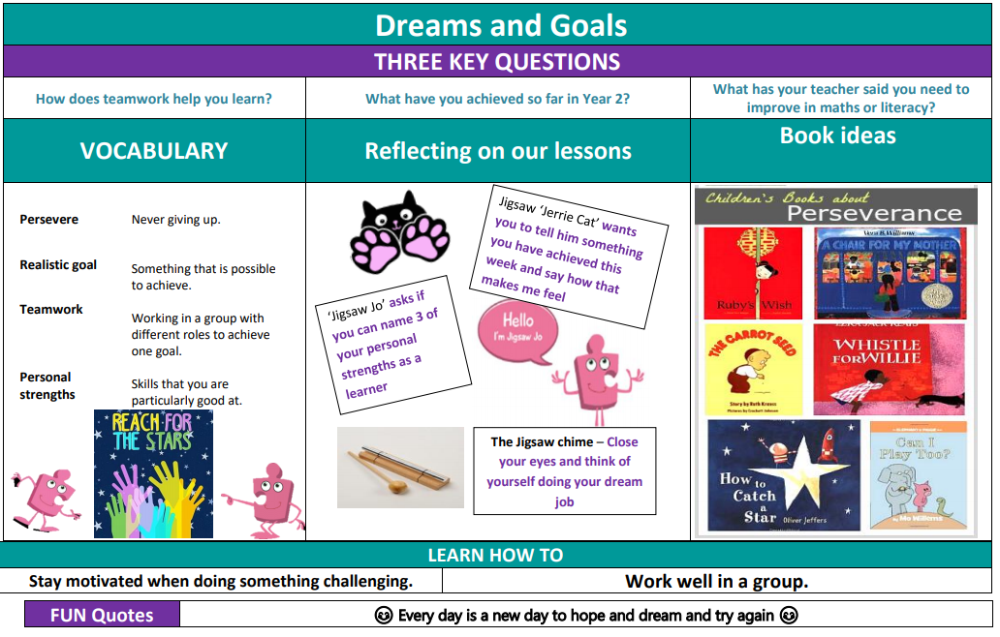 Dreams and Goals
THREE KEY QUESTIONS
How does teamwork help you learn?
What have you achieved so far in Year 2?
What has your teacher said you need to
improve in maths or literacy?
VOCABULARY
Reflecting on our lessons
Book ideas
Persevere
Never giving up.
Realistic goal
Something that is possible
to achieve.
Teamwork
Working in a group with
different roles to achieve
one goal.
Personal
strengths
Skills that you are
particularly good at.
REACH FOR
THE STARS
Jigsaw ‘Jerrie Cat’ wants
you to tell him something
you have achieved this
week and say how that
makes me feel
‘Jigsaw Jo’ asks if
you can name 3 of
your personal
strengths as a
learner
Hello
I'm Jigsaw Jo
The Jigsaw chime – Close
your eyes and think of
yourself doing your dream
job
Children's Books about
Perseverance
Ruby's Wish
Vera B. Williams
A CHAIR FOR MY MOTHER
THE CARROT SEED
Story by Ruth Krauss
Pictures by Crockett Johnson
EZRA JACK KEATS
WHISTLE
FOR WILLIE
How to
Catch
a
Star
Oliver Jeffers
Can I
Play Too?
Mo Willems
LEARN HOW TO
Stay motivated when doing something challenging.
Work well in a group.
FUN Quotes
😊 Every day is a new day to hope and dream and try again 😊